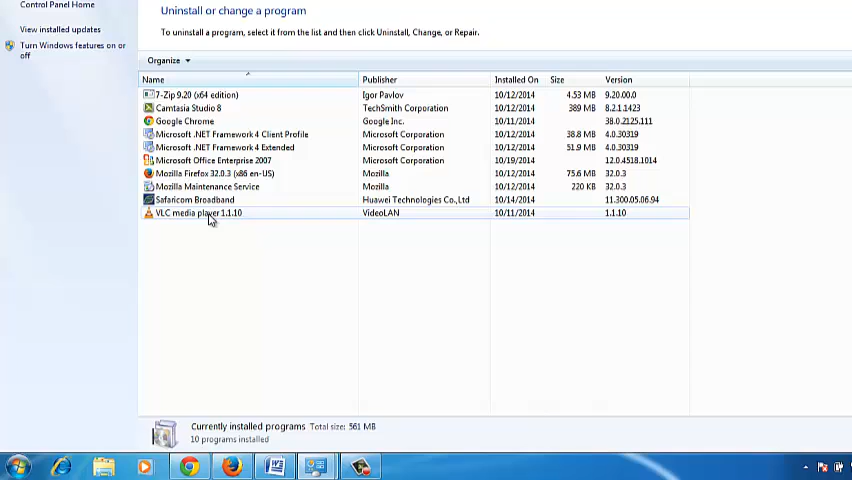 Control Panel Home
View installed updates
Turn Windows features on or
off
Uninstall or change a program
To uninstall a program, select it from the list and then click Uninstall, Change, or Repair.
Organize
Name Publisher Installed On Size Version
7-Zip 9.20 (x64 edition) Igor Pavlov 10/12/2014 4.53 MB 9.20.00.0
Camtasia Studio 8 TechSmith Corporation 10/12/2014 389 MB 8.2.1.1423
Google Chrome Google Inc. 10/11/2014 38.0.2125.111
Microsoft .NET Framework 4 Client Profile Microsoft Corporation 10/12/2014 38.8 MB 4.0.30319
Microsoft .NET Framework 4 Extended Microsoft Corporation 10/12/2014 51.9 MB 4.0.30319
Microsoft Office Enterprise 2007 Microsoft Corporation 10/19/2014 12.0.4518.1014
Mozilla Firefox 32.0.3 (x86 en-US) Mozilla 10/12/2014 75.6 MB 32.0.3
Mozilla Maintenance Service Mozilla 10/12/2014 220 KB 32.0.3
Safaricom Broadband Huawei Technologies Co.,Ltd 10/14/2014 11.300.05.06.94
VLC media player 1.1.10 VideoLAN 10/11/2014 1.1.10
Currently installed programs Total size: 561 MB
10 programs installed